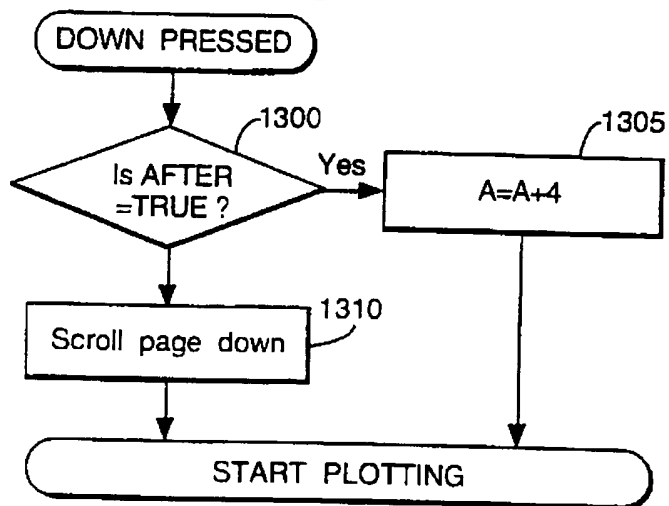 DOWN PRESSED
1300
Is AFTER
=TRUE ?
Yes
1305
A=A+4
1310
Scroll page down
START PLOTTING